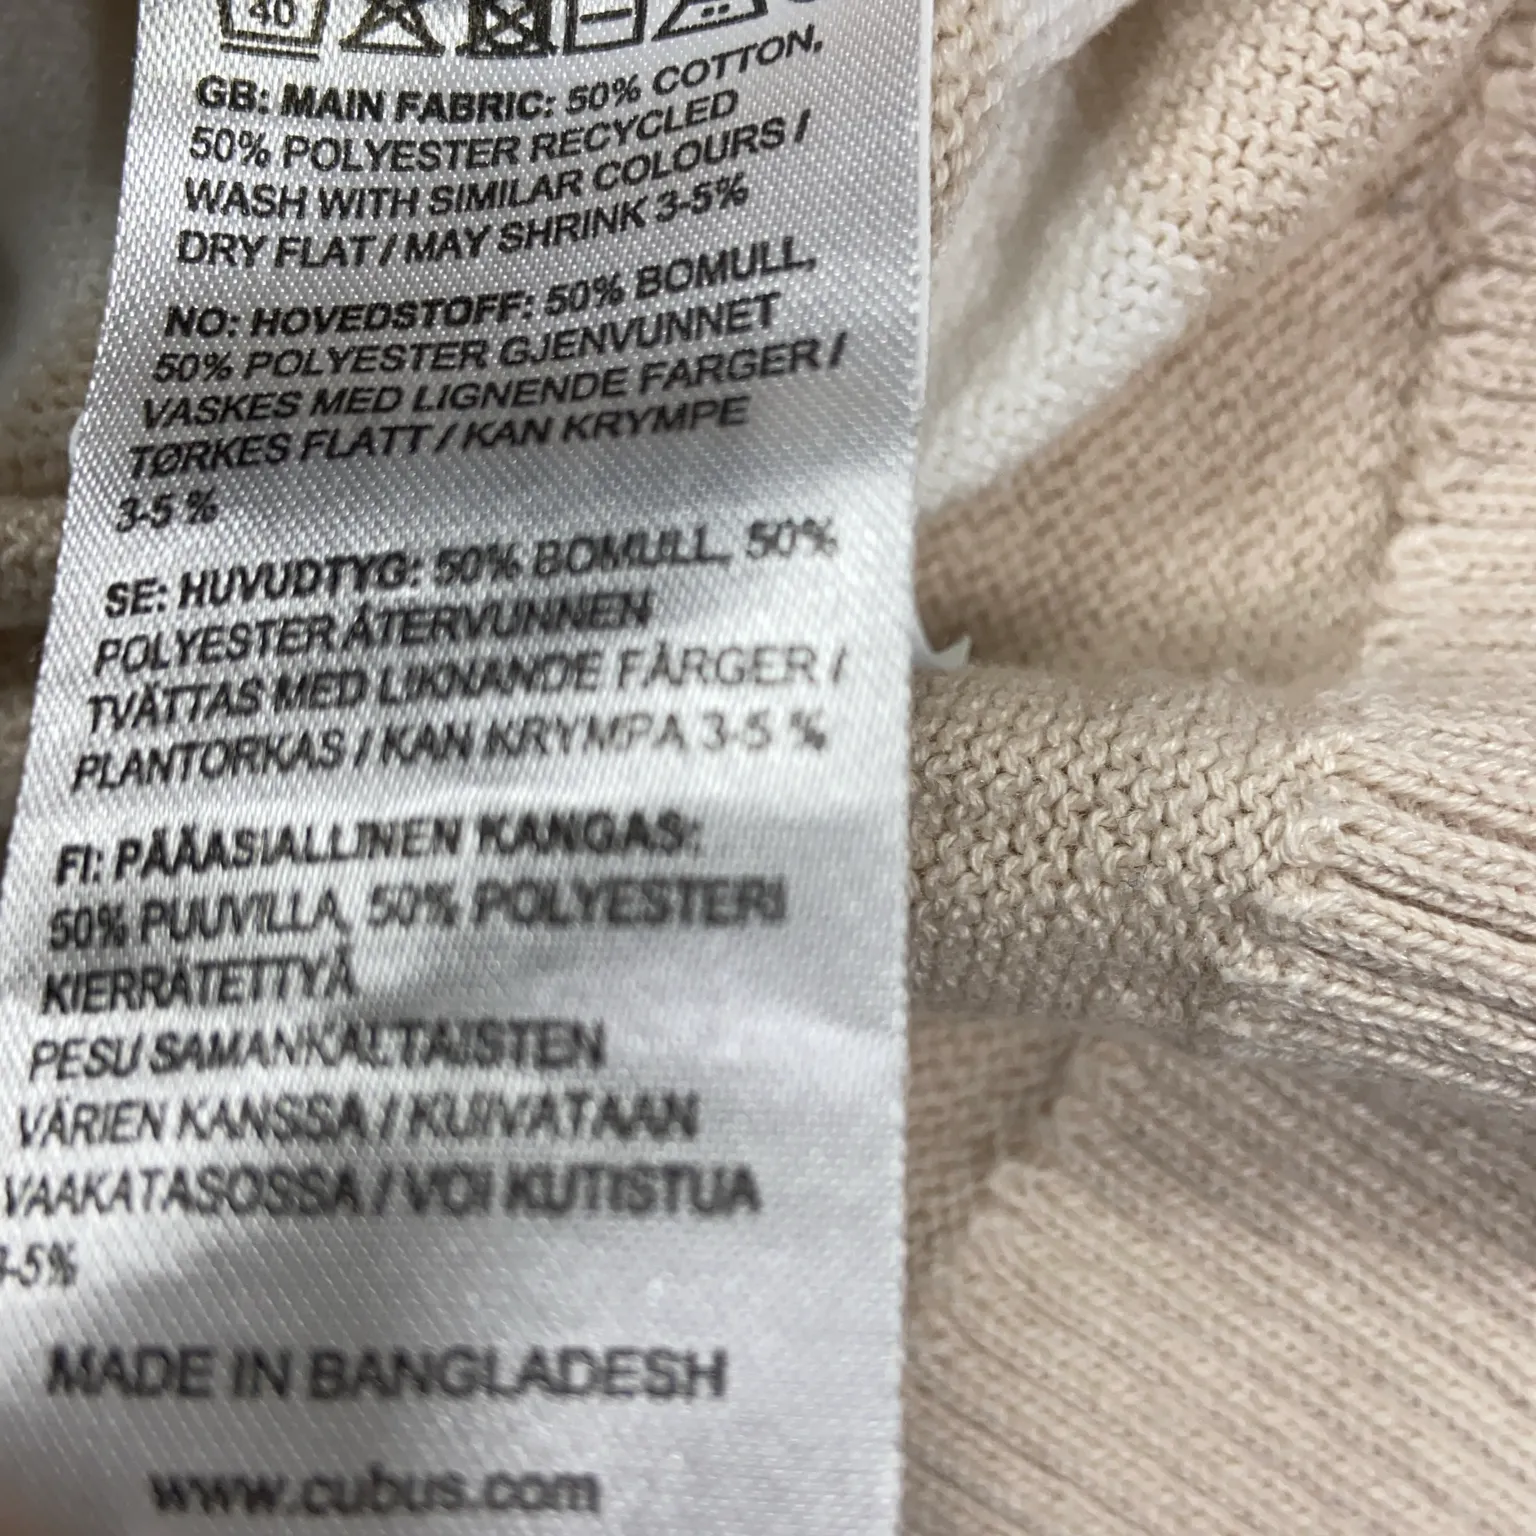 40
GB: MAIN FABRIC: 50% COTTON,
50% POLYESTER RECYCLED
WASH WITH SIMILAR COLOURS /
DRY FLAT / MAY SHRINK 3-5%
NO: HOVEDSTOFF: 50% BOMULL,
50% POLYESTER GJENVUNNET
VASKES MED LIGNENDE FARGER /
TØRKES FLATT / KAN KRYMPE
3-5 %
SE: HUVUDTYG: 50% BOMULL, 50%
POLYESTER ÅTERVUNNEN
TVÄTTAS MED LIKNANDE FÄRGER /
PLANTORKAS / KAN KRYMPA 3-5 %
FI: PÄÄASIALLINEN KANGAS:
50% PUUVILLA, 50% POLYESTERI
KIERRÄTETTYÄ
PESU SAMANKALTAISTEN
VÄRIEN KANSSA / KUIVATAAN
VAAKATASOSSA / VOI KUTISTUA
3-5%
MADE IN BANGLADESH
www.cubus.com